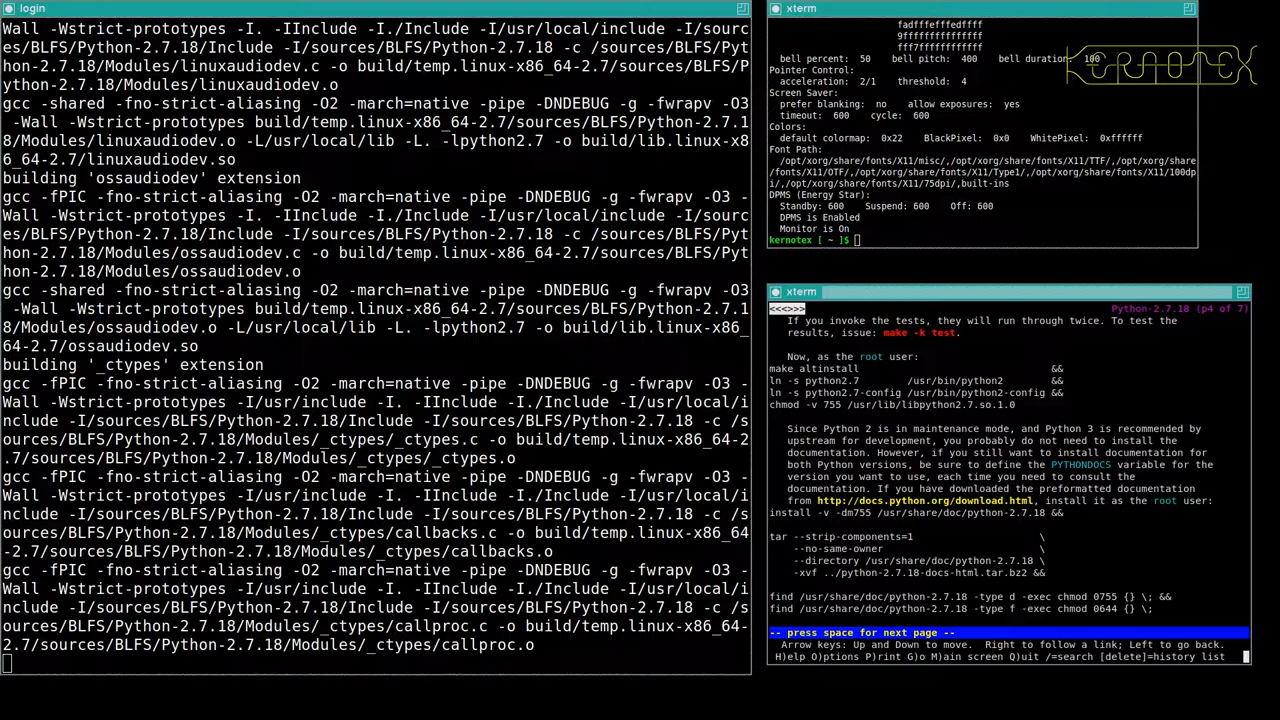 login
Wall -Wstrict-prototypes -I. -IInclude -I./Include -I/usr/local/include -I/sourc
es/BLFS/Python-2.7.18/Include -I/sources/BLFS/Python-2.7.18 -c /sources/BLFS/Pyt
hon-2.7.18/Modules/linuxaudiodev.c -o build/temp.linux-x86_64-2.7/sources/BLFS/P
ython-2.7.18/Modules/linuxaudiodev.o
gcc -shared -fno-strict-aliasing -O2 -march=native -pipe -DNDEBUG -g -fwrapv -O3
 -Wall -Wstrict-prototypes build/temp.linux-x86_64-2.7/sources/BLFS/Python-2.7.1
8/Modules/linuxaudiodev.o -L/usr/local/lib -L. -lpython2.7 -o build/lib.linux-x8
6_64-2.7/linuxaudiodev.so
building 'ossaudiodev' extension
gcc -fPIC -fno-strict-aliasing -O2 -march=native -pipe -DNDEBUG -g -fwrapv -O3 -
Wall -Wstrict-prototypes -I. -IInclude -I./Include -I/usr/local/include -I/sourc
es/BLFS/Python-2.7.18/Include -I/sources/BLFS/Python-2.7.18 -c /sources/BLFS/Pyt
hon-2.7.18/Modules/ossaudiodev.c -o build/temp.linux-x86_64-2.7/sources/BLFS/Pyt
hon-2.7.18/Modules/ossaudiodev.o
gcc -shared -fno-strict-aliasing -O2 -march=native -pipe -DNDEBUG -g -fwrapv -O3
 -Wall -Wstrict-prototypes build/temp.linux-x86_64-2.7/sources/BLFS/Python-2.7.1
8/Modules/ossaudiodev.o -L/usr/local/lib -L. -lpython2.7 -o build/lib.linux-x86_
64-2.7/ossaudiodev.so
building '_ctypes' extension
gcc -fPIC -fno-strict-aliasing -O2 -march=native -pipe -DNDEBUG -g -fwrapv -O3 -
Wall -Wstrict-prototypes -I/usr/include -I. -IInclude -I./Include -I/usr/local/i
nclude -I/sources/BLFS/Python-2.7.18/Include -I/sources/BLFS/Python-2.7.18 -c /s
ources/BLFS/Python-2.7.18/Modules/_ctypes/_ctypes.c -o build/temp.linux-x86_64-2
.7/sources/BLFS/Python-2.7.18/Modules/_ctypes/_ctypes.o
gcc -fPIC -fno-strict-aliasing -O2 -march=native -pipe -DNDEBUG -g -fwrapv -O3 -
Wall -Wstrict-prototypes -I/usr/include -I. -IInclude -I./Include -I/usr/local/i
nclude -I/sources/BLFS/Python-2.7.18/Include -I/sources/BLFS/Python-2.7.18 -c /s
ources/BLFS/Python-2.7.18/Modules/_ctypes/callbacks.c -o build/temp.linux-x86_64
-2.7/sources/BLFS/Python-2.7.18/Modules/_ctypes/callbacks.o
gcc -fPIC -fno-strict-aliasing -O2 -march=native -pipe -DNDEBUG -g -fwrapv -O3 -
Wall -Wstrict-prototypes -I/usr/include -I. -IInclude -I./Include -I/usr/local/i
nclude -I/sources/BLFS/Python-2.7.18/Include -I/sources/BLFS/Python-2.7.18 -c /s
ources/BLFS/Python-2.7.18/Modules/_ctypes/callproc.c -o build/temp.linux-x86_64-
2.7/sources/BLFS/Python-2.7.18/Modules/_ctypes/callproc.o
xterm
fadfffefffedffff
9fffffffffffffff
fff7ffffffffffff
bell percent: 50 bell pitch: 400 bell duration: 100
Pointer Control:
acceleration: 2/1 threshold: 4
Screen Saver:
prefer blanking: no allow exposures: yes
timeout: 600 cycle: 600
Colors:
default colormap: 0x22 BlackPixel: 0x0 WhitePixel: 0xffffff
Font Path:
/opt/xorg/share/fonts/X11/misc/,/opt/xorg/share/fonts/X11/TTF/,/opt/xorg/share
/fonts/X11/OTF/,/opt/xorg/share/fonts/X11/Type1/,/opt/xorg/share/fonts/X11/100dp
i/,/opt/xorg/share/fonts/X11/75dpi/,built-ins
DPMS (Energy Star):
Standby: 600 Suspend: 600 Off: 600
DPMS is Enabled
Monitor is On
kernotex [ ~ ]$
KERNOTEX
xterm
<<<>>> Python-2.7.18 (p4 of 7)
If you invoke the tests, they will run through twice. To test the
results, issue: make -k test.
Now, as the root user:
make altinstall &&
ln -s python2.7 /usr/bin/python2 &&
ln -s python2.7-config /usr/bin/python2-config &&
chmod -v 755 /usr/lib/libpython2.7.so.1.0
Since Python 2 is in maintenance mode, and Python 3 is recommended by
upstream for development, you probably do not need to install the
documentation. However, if you still want to install documentation for
both Python versions, be sure to define the PYTHONDOCS variable for the
version you want to use, each time you need to consult the
documentation. If you have downloaded the preformatted documentation
from http://docs.python.org/download.html, install it as the root user:
install -v -dm755 /usr/share/doc/python-2.7.18 &&
tar --strip-components=1 \
--no-same-owner \
--directory /usr/share/doc/python-2.7.18 \
-xvf ../python-2.7.18-docs-html.tar.bz2 &&
find /usr/share/doc/python-2.7.18 -type d -exec chmod 0755 {} \; &&
find /usr/share/doc/python-2.7.18 -type f -exec chmod 0644 {} \;
-- press space for next page --
Arrow keys: Up and Down to move. Right to follow a link; Left to go back.
H)elp O)ptions P)rint G)o M)ain screen Q)uit /=search [delete]=history list